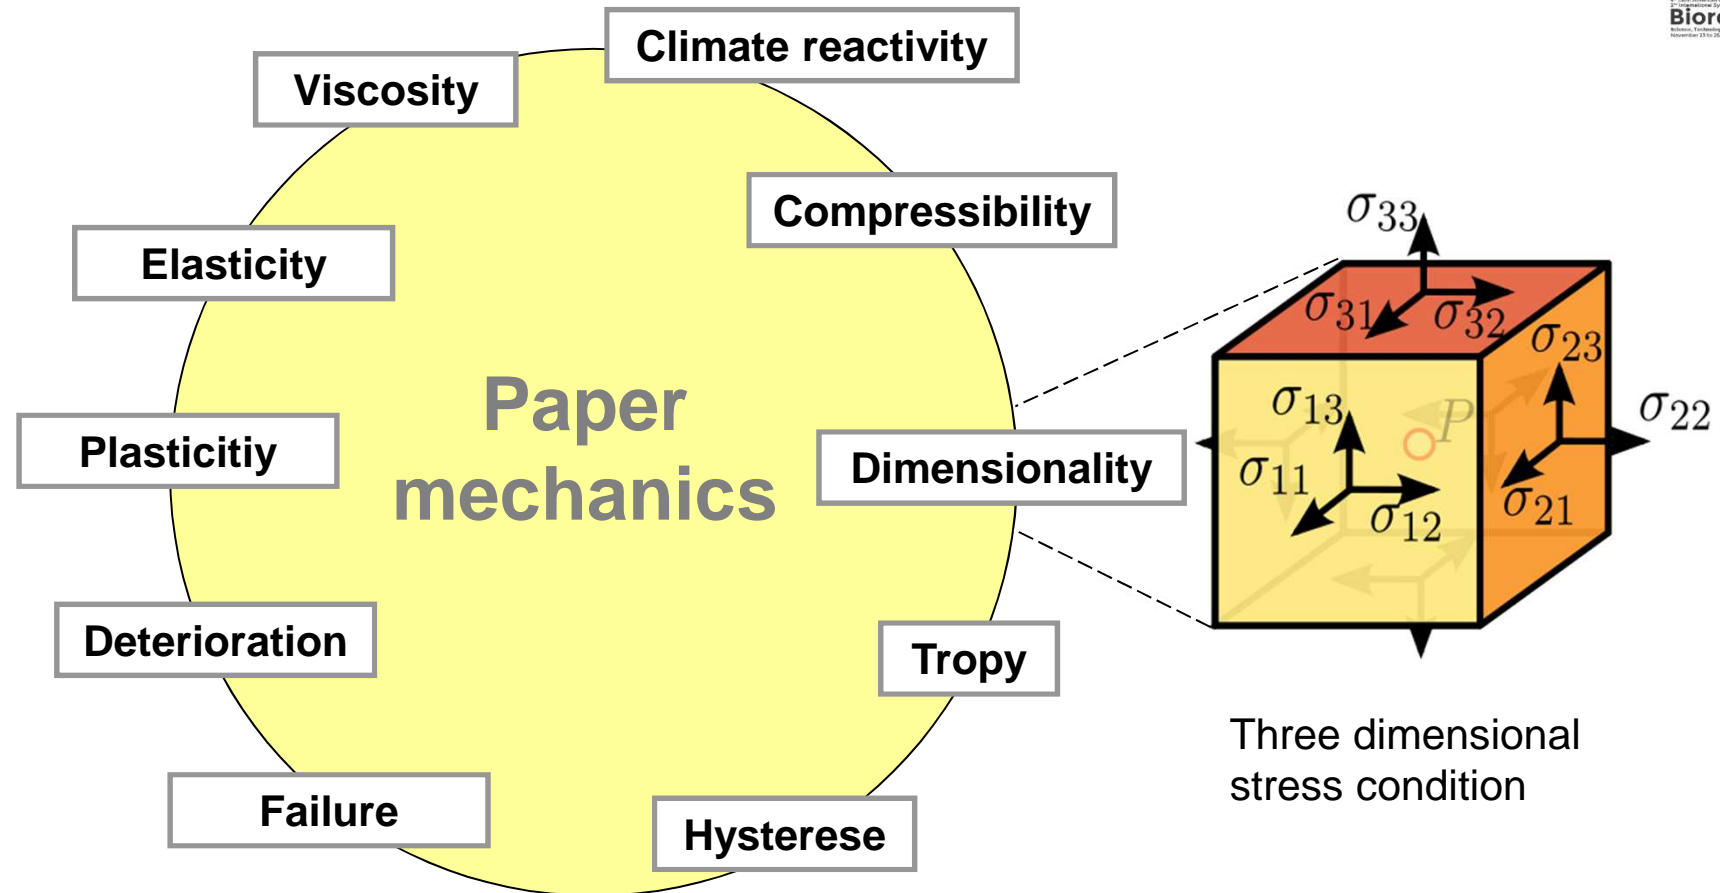 Biore
Climate reactivity
Viscosity
Compressibility
Elasticity
Paper
mechanics
Plasticitiy
Dimensionality
Deterioration
Tropy
Failure
Hysterese
σ33
σ31
σ32
σ23
σ13
P
σ22
σ11
σ12
σ21
Three dimensional
stress condition